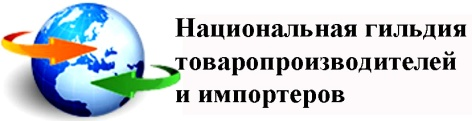 Национальная гильдия
товаропроизводителей
и импортеров